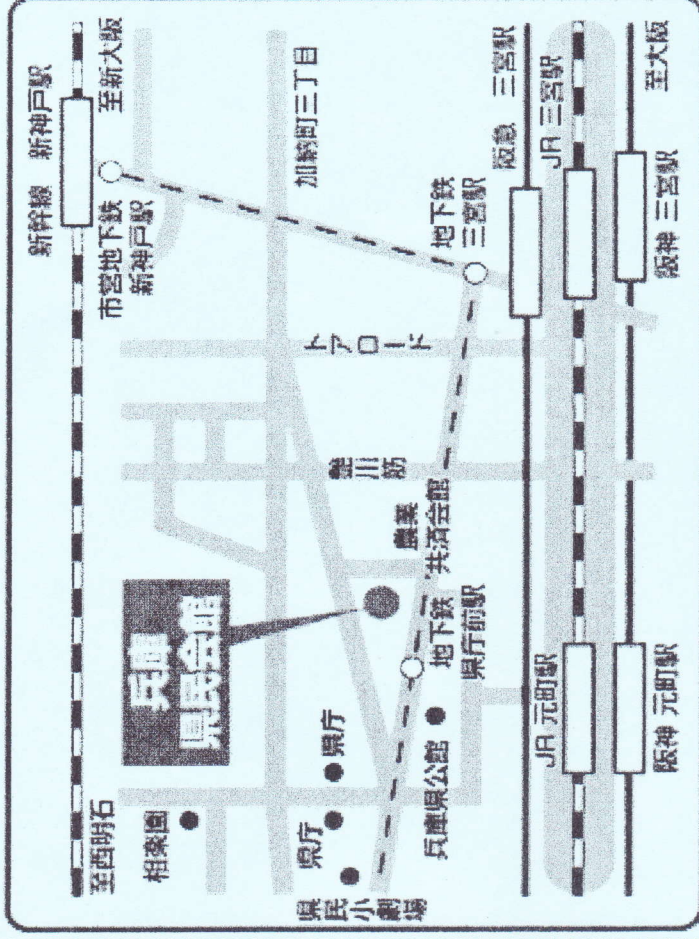 新幹線 新神戸駅
至新大阪
市営地下鉄
新神戸駅
加納町三丁目
地下鉄
三宮駅
阪急 三宮駅
JR 三宮駅
至大阪
阪神 三宮駅
トアロード
鯉川筋
農業
共済会館
兵庫
県民会館
地下鉄
県庁前駅
県庁
県庁
兵庫県公館
JR 元町駅
阪神 元町駅
至西明石
相楽園
県民小劇場